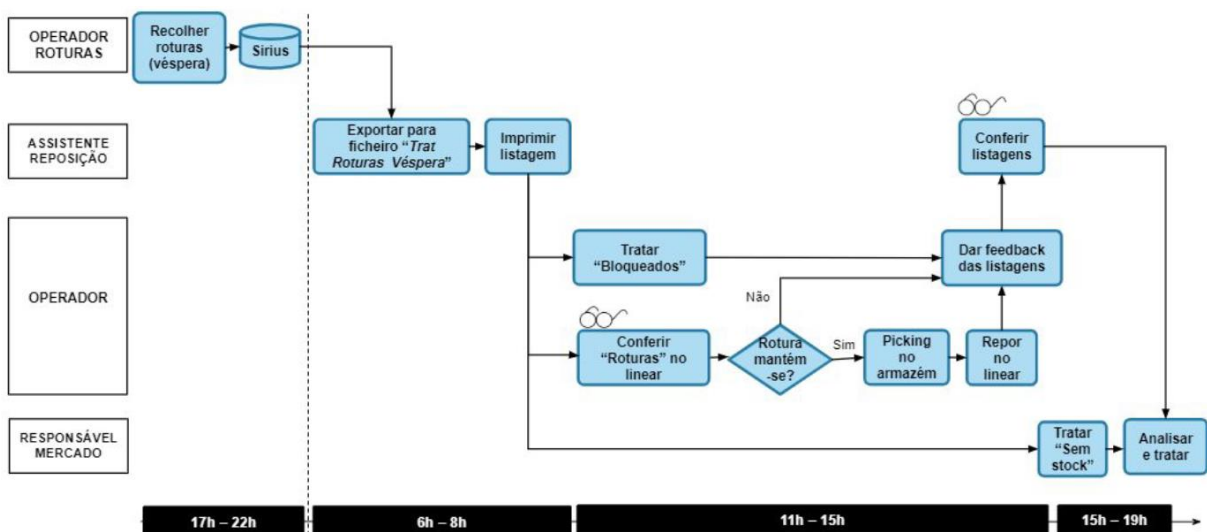 OPERADOR
ROTURAS
Recolher
roturas
(véspera)
Sirius
ASSISTENTE
REPOSIÇÃO
Exportar para
ficheiro “Trat
Roturas Véspera”
Imprimir
listagem
Conferir
listagens
OPERADOR
Tratar
“Bloqueados”
Dar feedback
das listagens
Não
Conferir
“Roturas” no
linear
Rotura
mantém
-se?
Sim
Picking
no
armazém
Repor
no
linear
RESPONSÁVEL
MERCADO
Tratar
“Sem
stock”
Analisar
e tratar
17h – 22h
6h – 8h
11h – 15h
15h – 19h